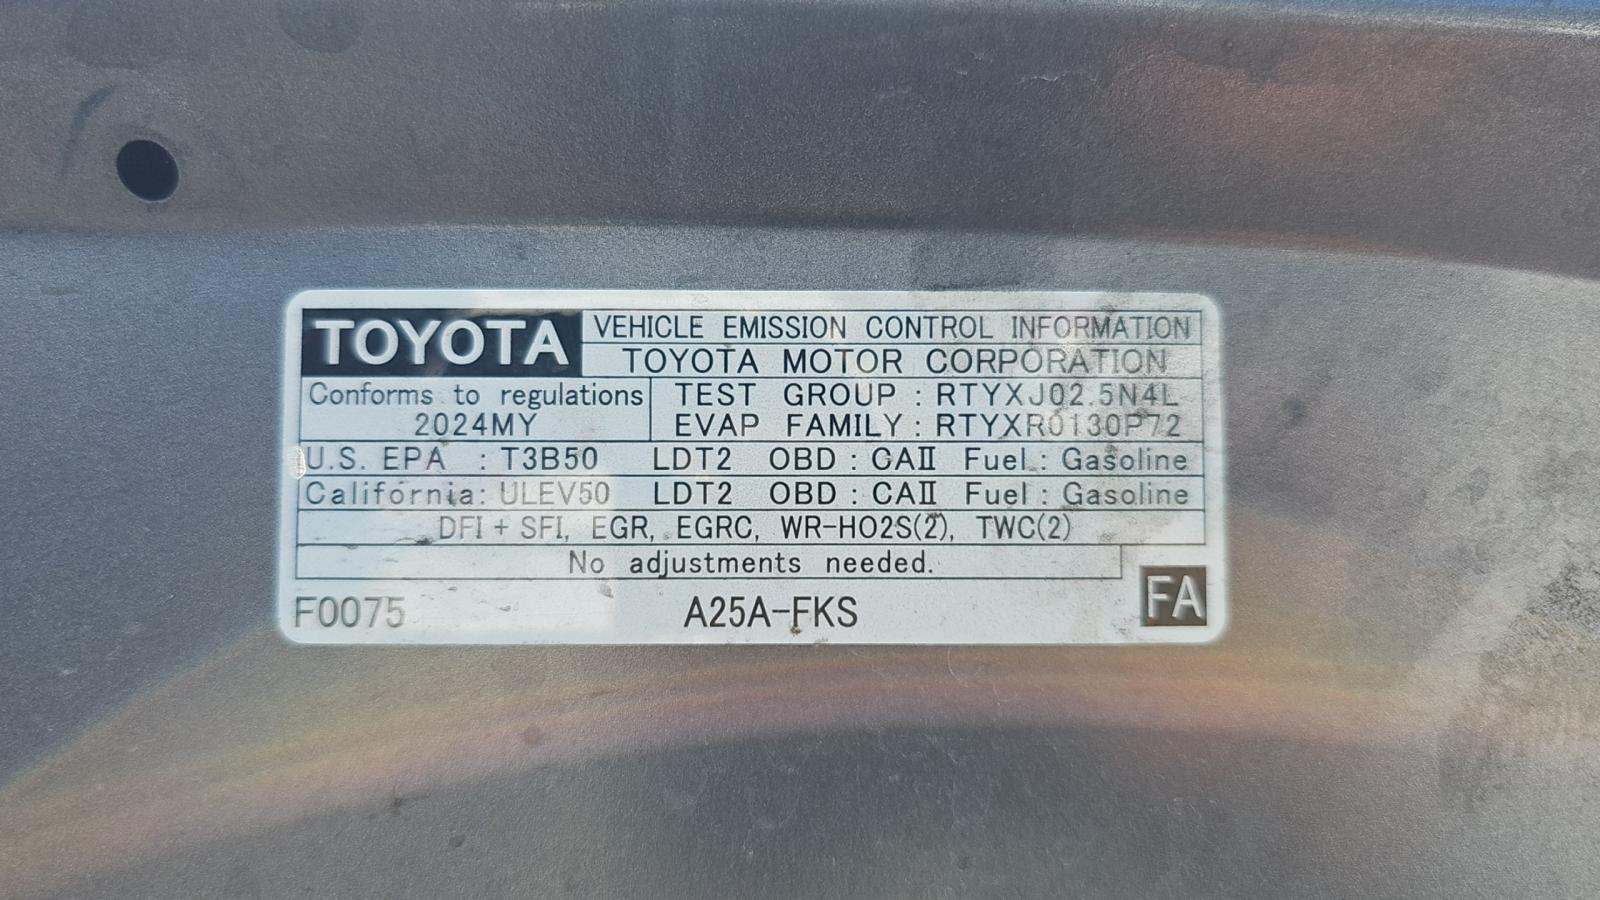 TOYOTA VEHICLE EMISSION CONTROL INFORMATION
TOYOTA MOTOR CORPORATION
Conforms to regulations TEST GROUP : RTYXJ02.5N4L
2024MY EVAP FAMILY : RTYXR0130P72
U.S. EPA : T3B50 LDT2 OBD : CAII Fuel : Gasoline
California: ULEV50 LDT2 OBD : CAII Fuel : Gasoline
DFI + SFI, EGR, EGRC, WR-HO2S(2), TWC(2)
No adjustments needed.
F0075 A25A-FKS FA